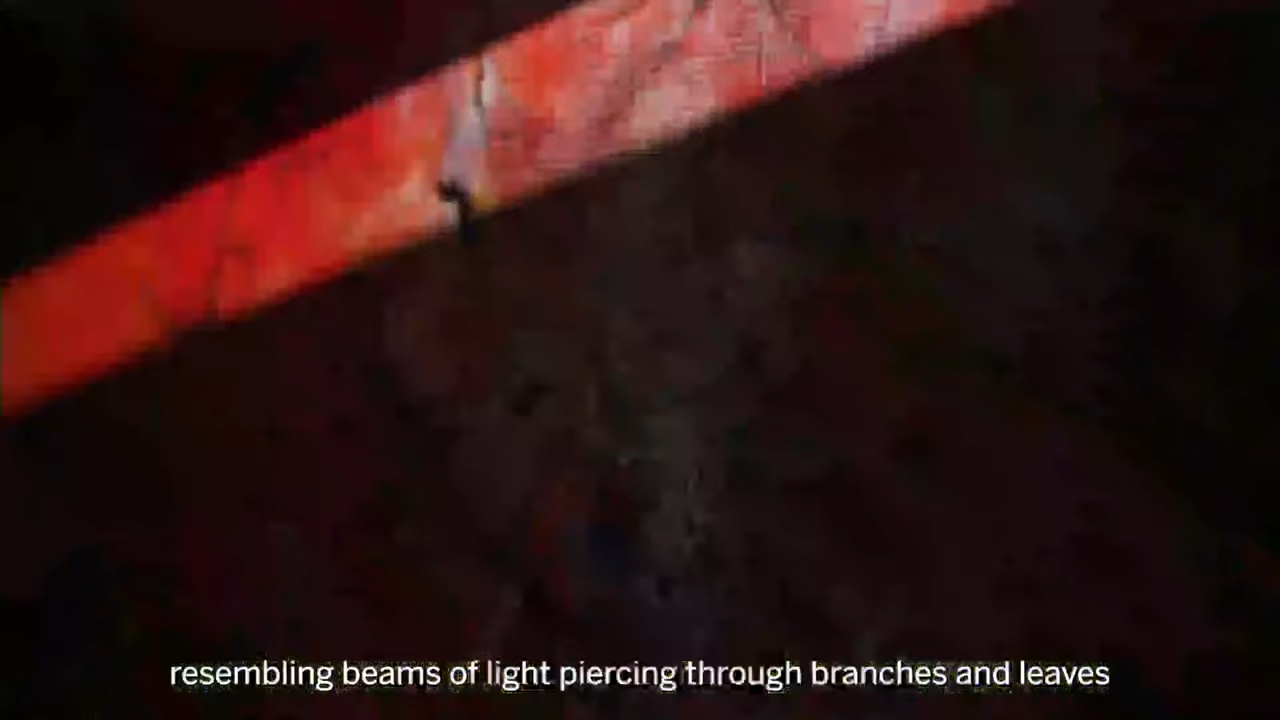 resembling beams of light piercing through branches and leaves